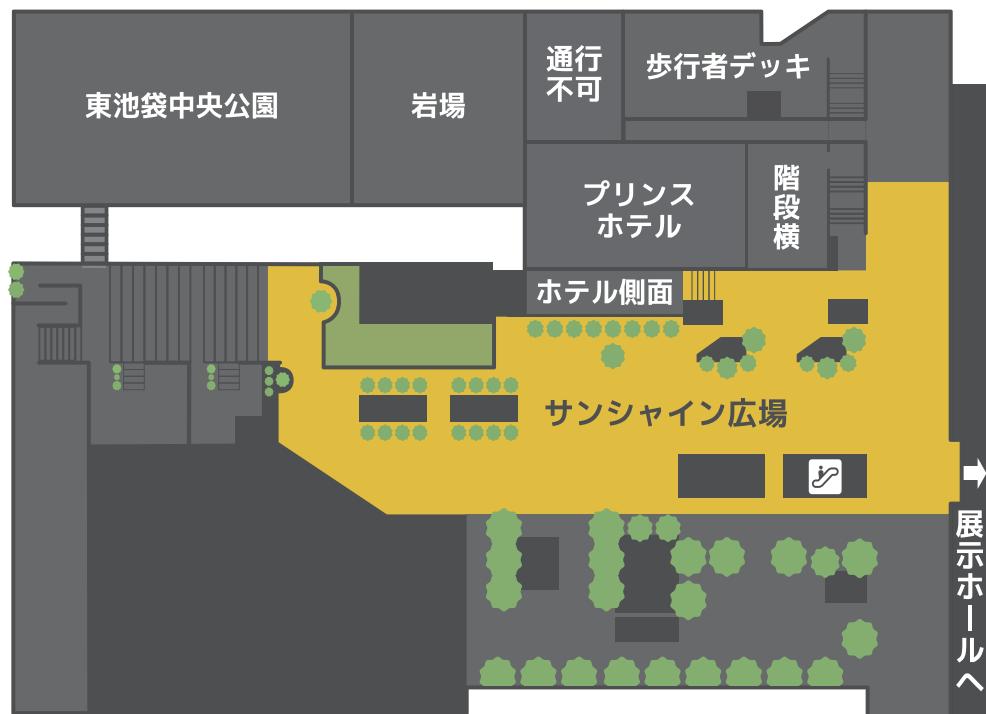 東池袋中央公園
岩場
通行
不可
歩行者デッキ
プリンス
ホテル
階段横
ホテル側面
サンシャイン広場
展示ホールへ